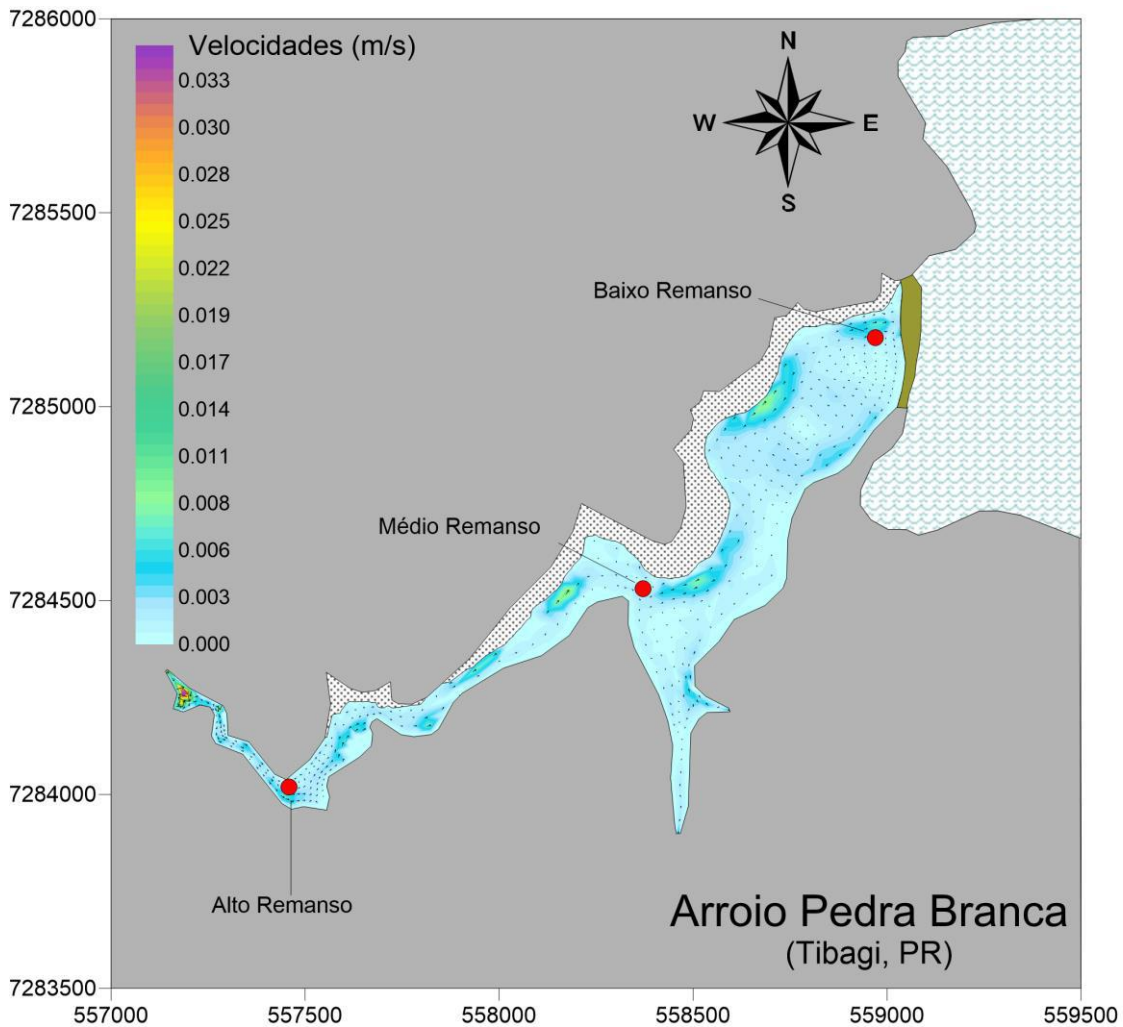 7286000
7285500
7285000
7284500
7284000
7283500
Velocidades (m/s)
0.033
0.030
0.028
0.025
0.022
0.019
0.017
0.014
0.011
0.008
0.006
0.003
0.000
N
W
E
S
Baixo Remanso
Médio Remanso
Alto Remanso
Arroio Pedra Branca
(Tibagi, PR)
557000
557500
558000
558500
559000
559500